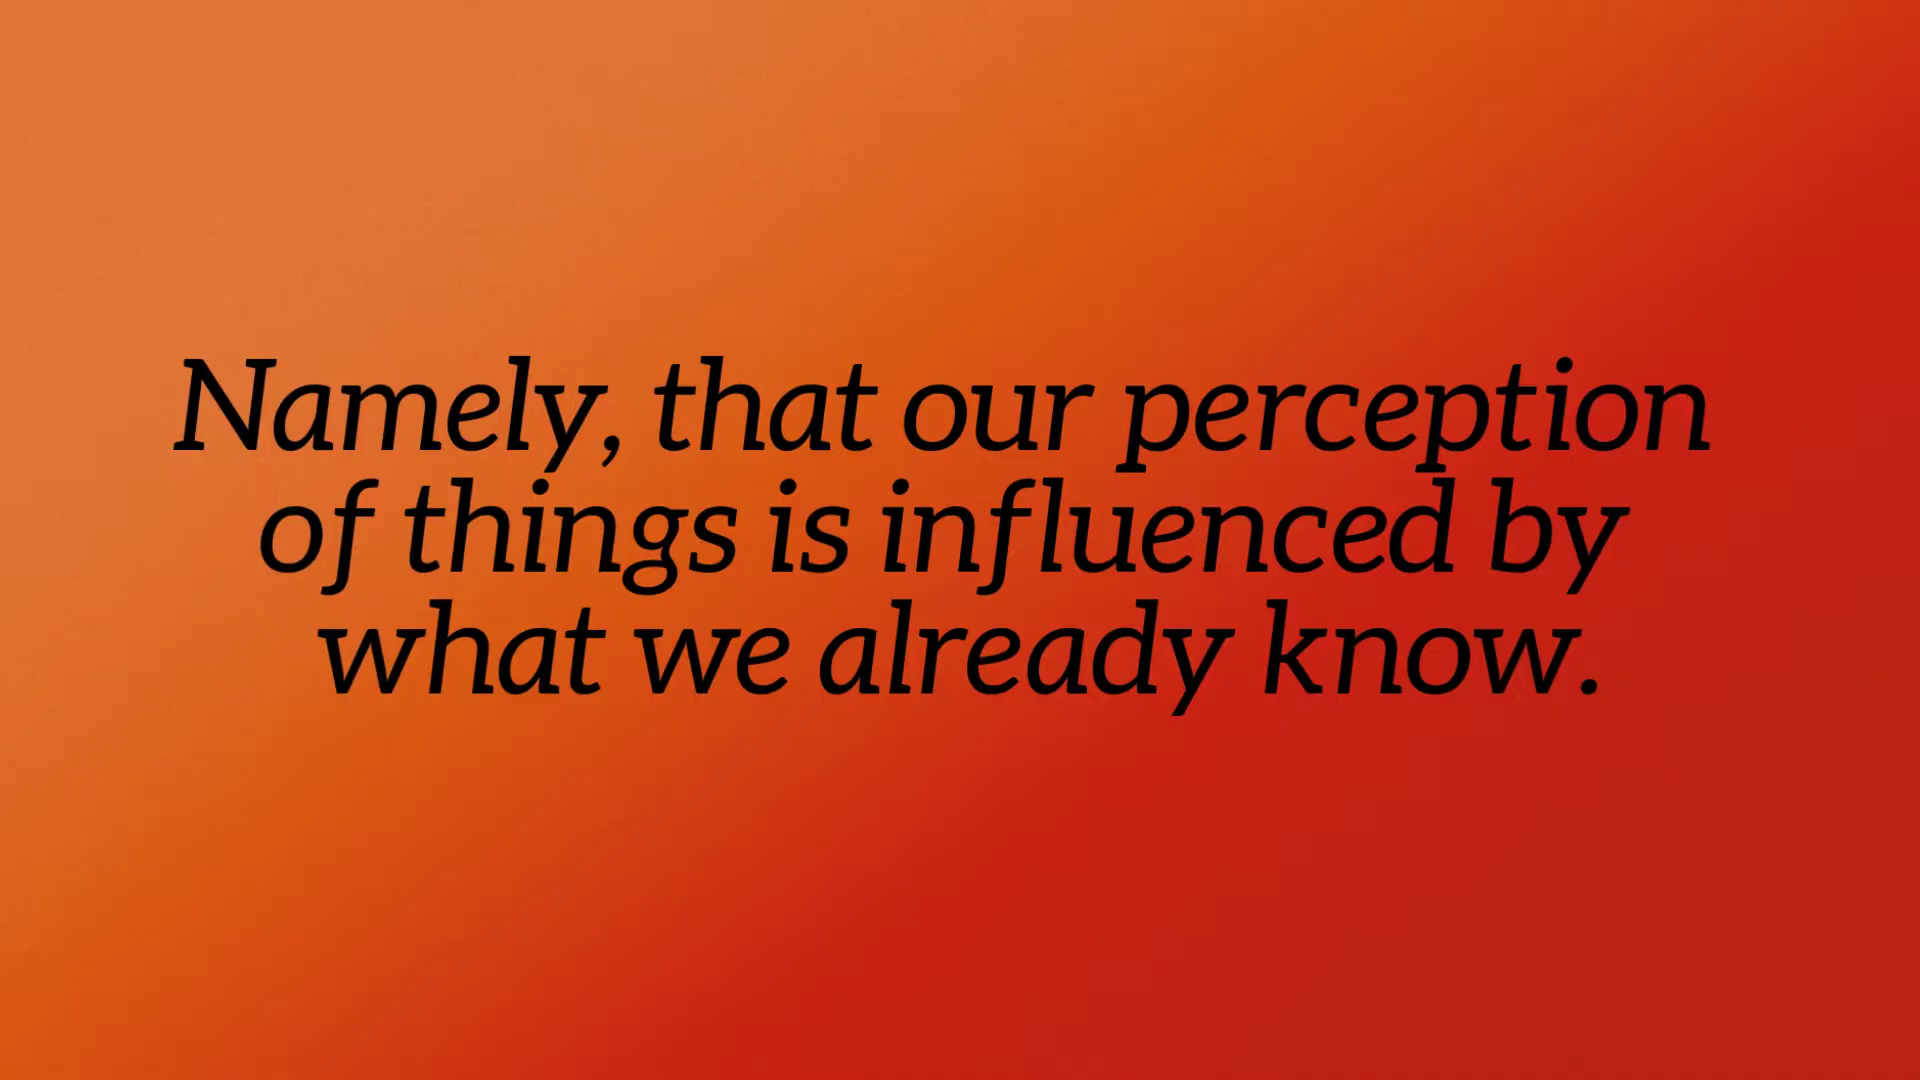 Namely, that our perception
of things is influenced by
what we already know.